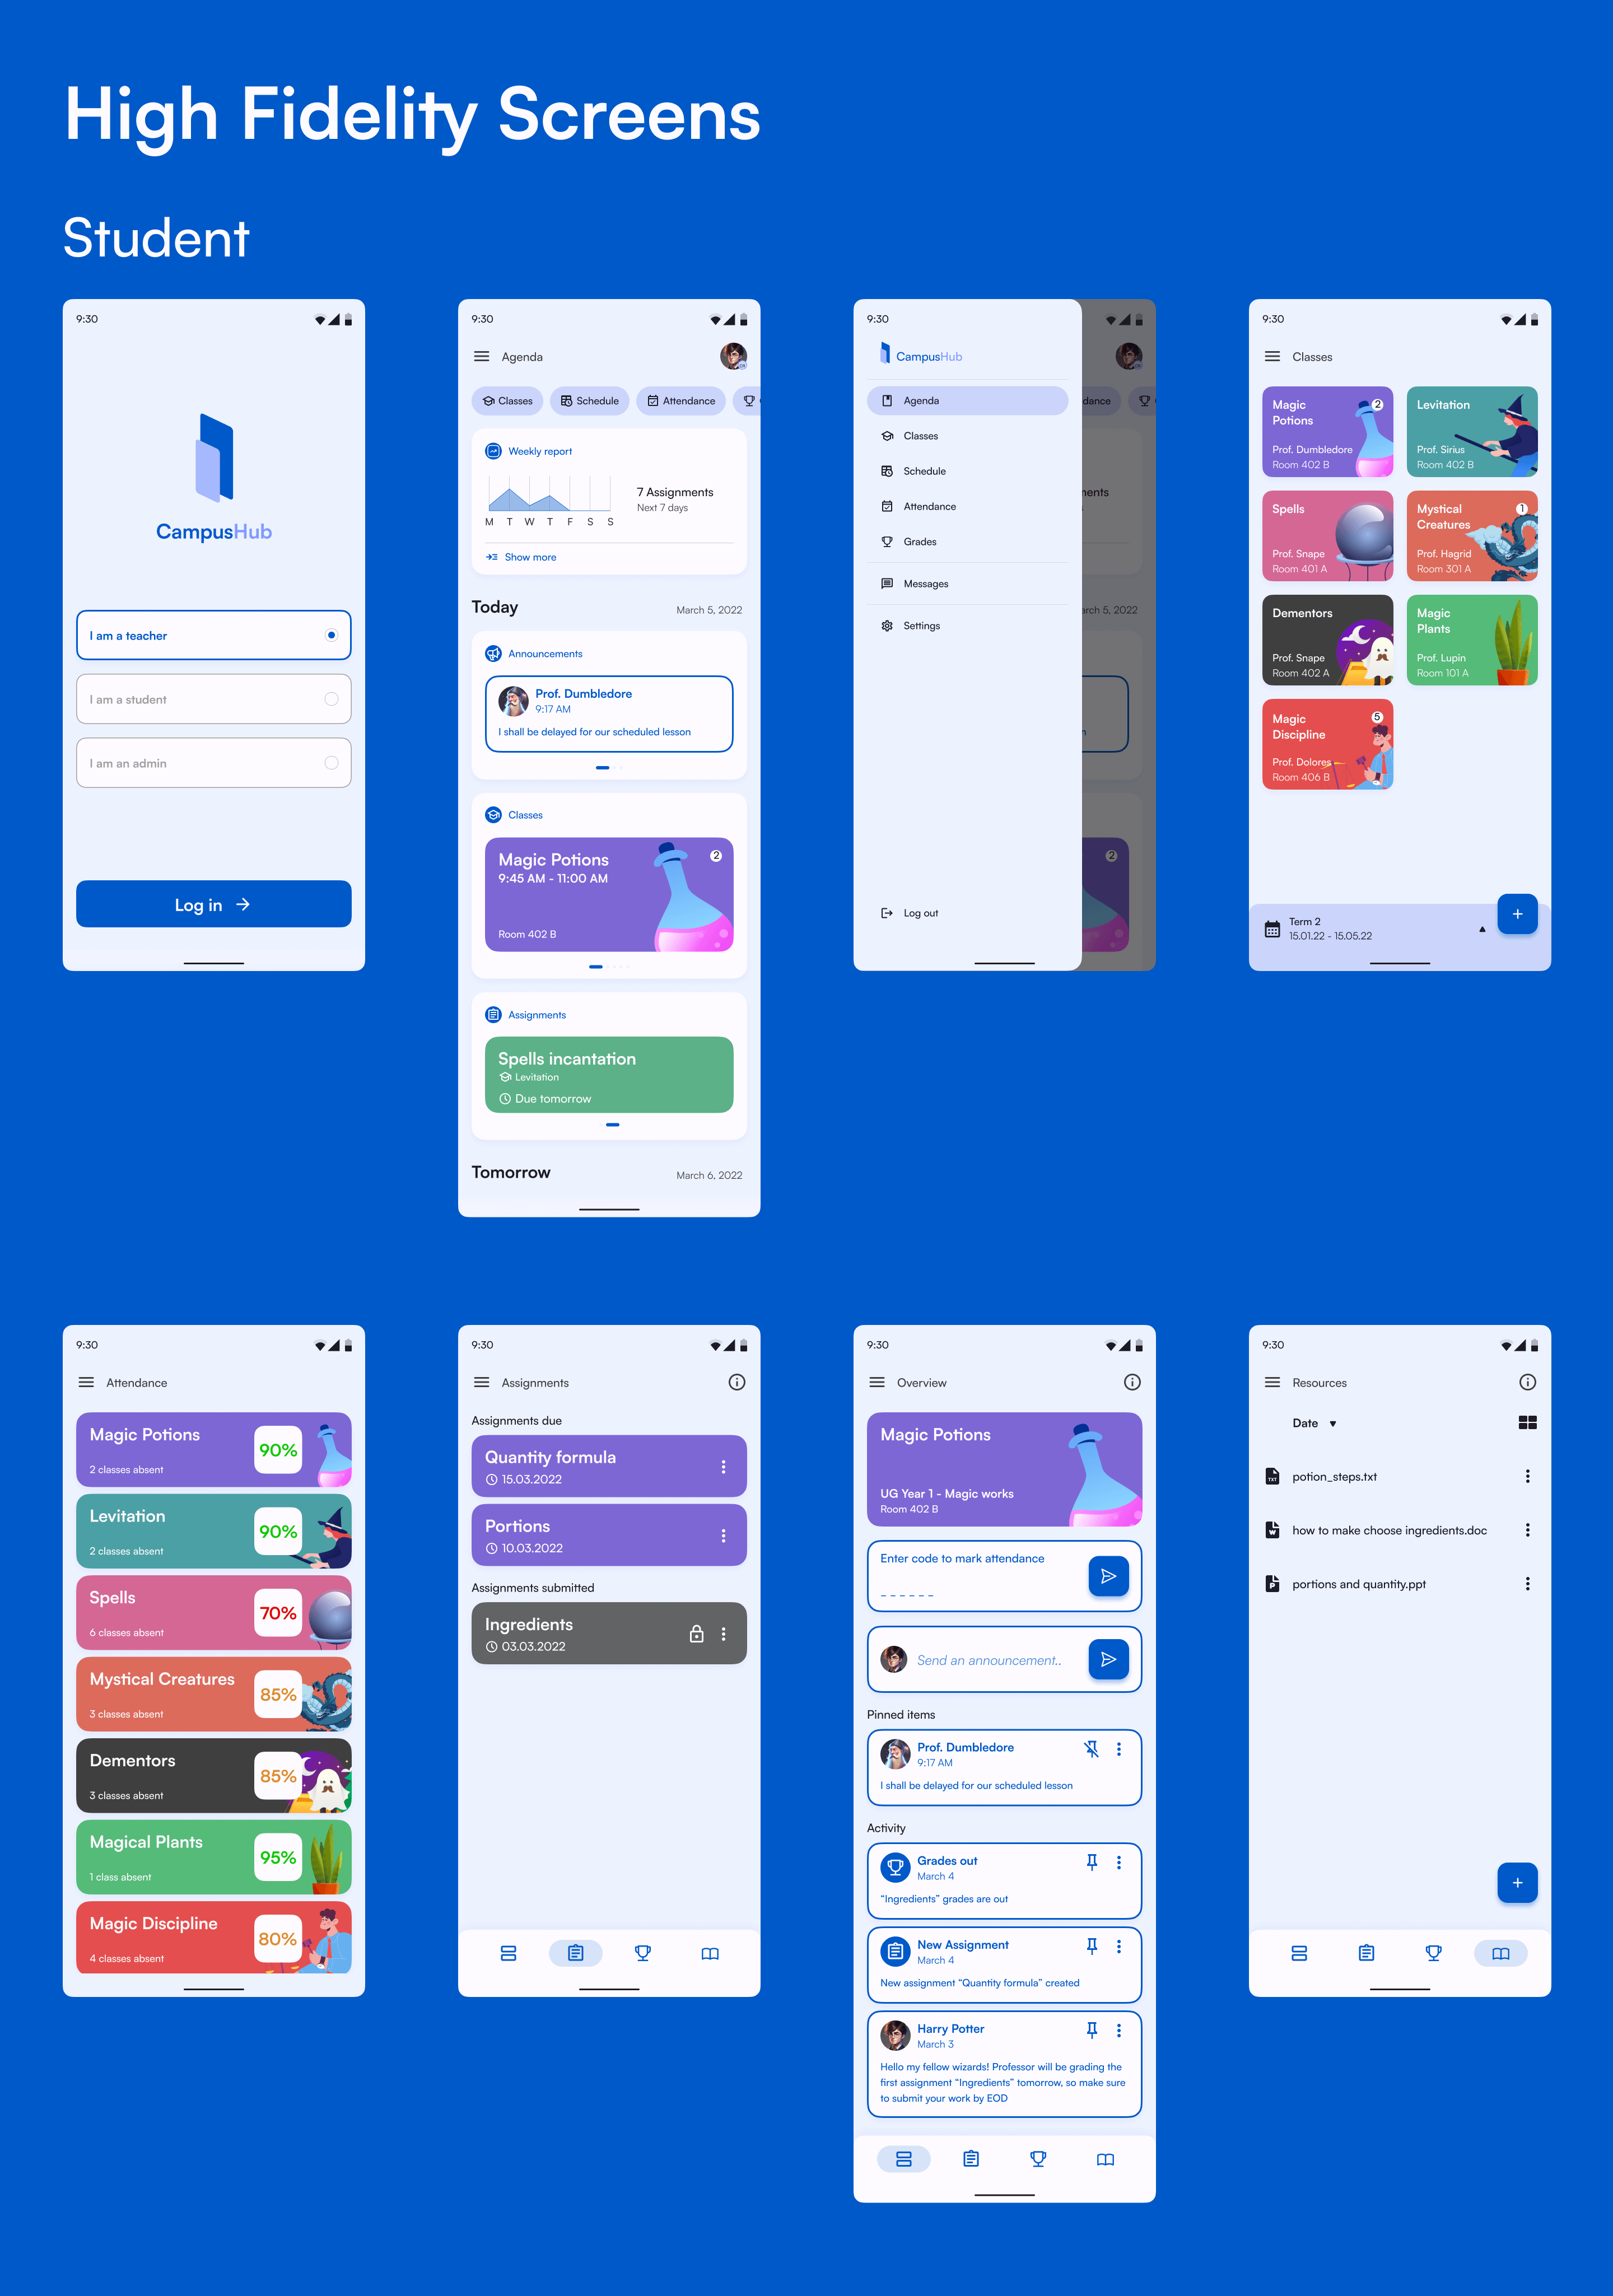 High Fidelity Screens
Student
9:30
CampusHub
I am a teacher
I am a student
I am an admin
Log in
9:30
Agenda
Classes
Schedule
Attendance
Weekly report
7 Assignments
Next 7 days
M T W T F S S
Show more
Today
March 5, 2022
Announcements
Prof. Dumbledore
9:17 AM
I shall be delayed for our scheduled lesson
Classes
Magic Potions
2
9:45 AM - 11:00 AM
Room 402 B
Assignments
Spells incantation
Levitation
Due tomorrow
Tomorrow
March 6, 2022
9:30
CampusHub
Agenda
Classes
Schedule
Attendance
Grades
Messages
Settings
Log out
dance
nents
s
arch 5, 2022
n
2
9:30
Classes
Magic
Potions
2
Prof. Dumbledore
Room 402 B
Levitation
Prof. Sirius
Room 402 B
Spells
Prof. Snape
Room 401 A
Mystical
Creatures
1
Prof. Hagrid
Room 301 A
Dementors
Prof. Snape
Room 402 A
Magic
Plants
Prof. Lupin
Room 101 A
Magic
Discipline
5
Prof. Dolores
Room 406 B
Term 2
15.01.22 - 15.05.22
9:30
Attendance
Magic Potions
2 classes absent
90%
Levitation
2 classes absent
90%
Spells
6 classes absent
70%
Mystical Creatures
3 classes absent
85%
Dementors
3 classes absent
85%
Magical Plants
1 class absent
95%
Magic Discipline
4 classes absent
80%
9:30
Assignments
Assignments due
Quantity formula
15.03.2022
Portions
10.03.2022
Assignments submitted
Ingredients
03.03.2022
9:30
Overview
Magic Potions
UG Year 1 - Magic works
Room 402 B
Enter code to mark attendance
_ _ _ _ _ _
Send an announcement..
Pinned items
Prof. Dumbledore
9:17 AM
I shall be delayed for our scheduled lesson
Activity
Grades out
March 4
“Ingredients” grades are out
New Assignment
March 4
New assignment “Quantity formula” created
Harry Potter
March 3
Hello my fellow wizards! Professor will be grading the
first assignment “Ingredients” tomorrow, so make sure
to submit your work by EOD
9:30
Resources
Date
TXT
potion_steps.txt
W
how to make choose ingredients.doc
P
portions and quantity.ppt